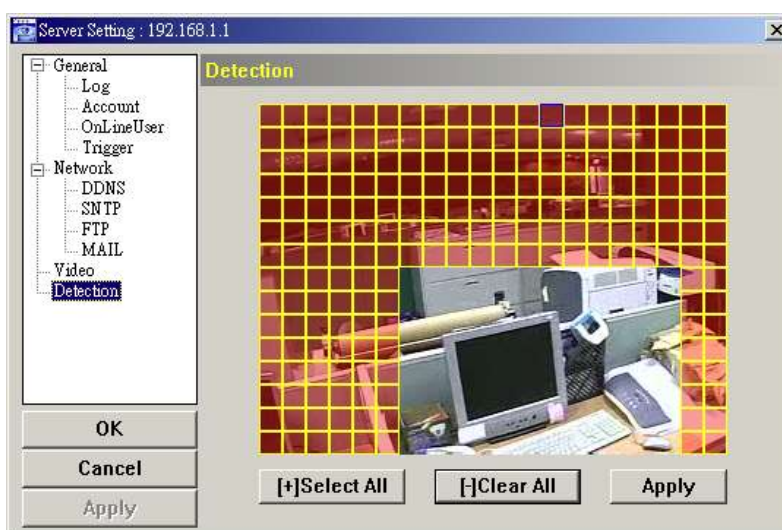 Server Setting : 192.168.1.1
General
Log
Account
OnLineUser
Trigger
Network
DDNS
SNTP
FTP
MAIL
Video
Detection
OK
Cancel
Apply
Detection
[+]Select All
[-]Clear All
Apply